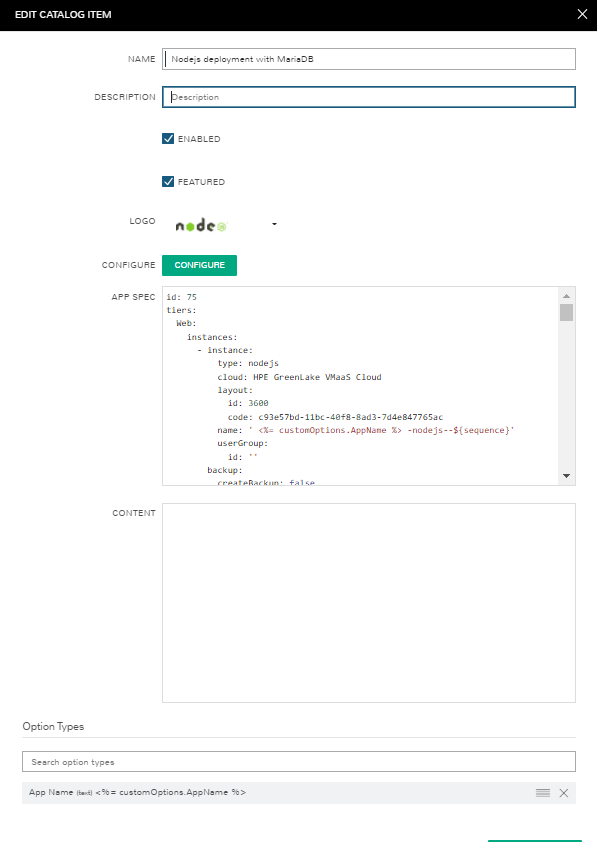 EDIT CATALOG ITEM
NAME
Nodejs deployment with MariaDB
DESCRIPTION
Description
ENABLED
FEATURED
LOGO
node
CONFIGURE
CONFIGURE
APP SPEC
id: 75
tiers:
Web:
instances:
- instance:
type: nodejs
cloud: HPE GreenLake VMaaS Cloud
layout:
id: 3600
code: c93e57bd-11bc-40f8-8ad3-7d4e847765ac
name: ' <%= customOptions.AppName %> -nodejs--${sequence}'
userGroup:
id: ''
backup:
createBackup: false
CONTENT
Option Types
Search option types
App Name (text) <%= customOptions.AppName %>